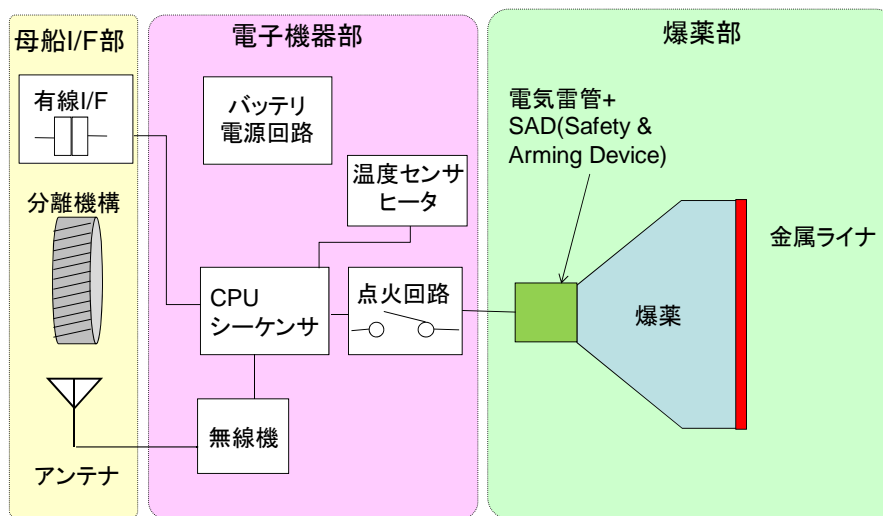 母船I/F部
有線I/F
分離機構
アンテナ
電子機器部
バッテリ
電源回路
温度センサ
ヒータ
CPU
シーケンサ
点火回路
無線機
爆薬部
電気雷管+
SAD(Safety &
Arming Device)
金属ライナ
爆薬